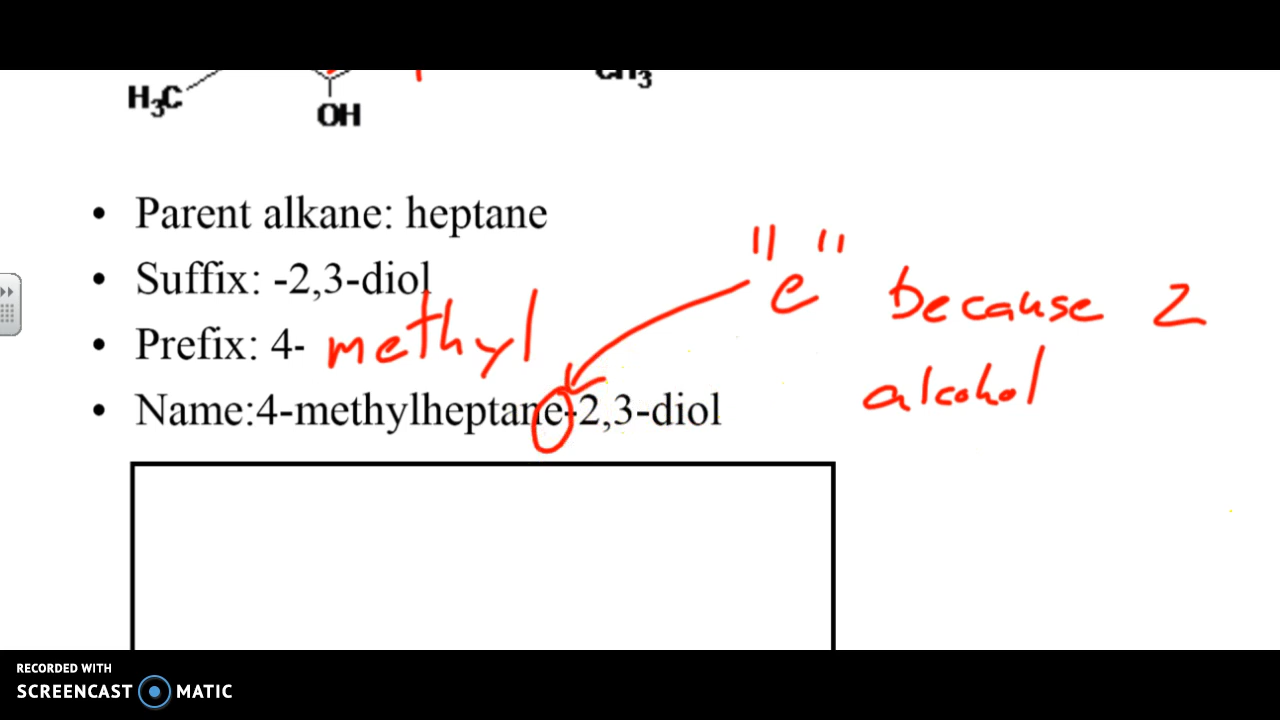 CH3
H3C
OH
• Parent alkane: heptane
• Suffix: -2,3-diol
"e" because 2
alcohol
• Prefix: 4- methyl
• Name:4-methylheptane-2,3-diol
RECORDED WITH
SCREENCAST MATIC